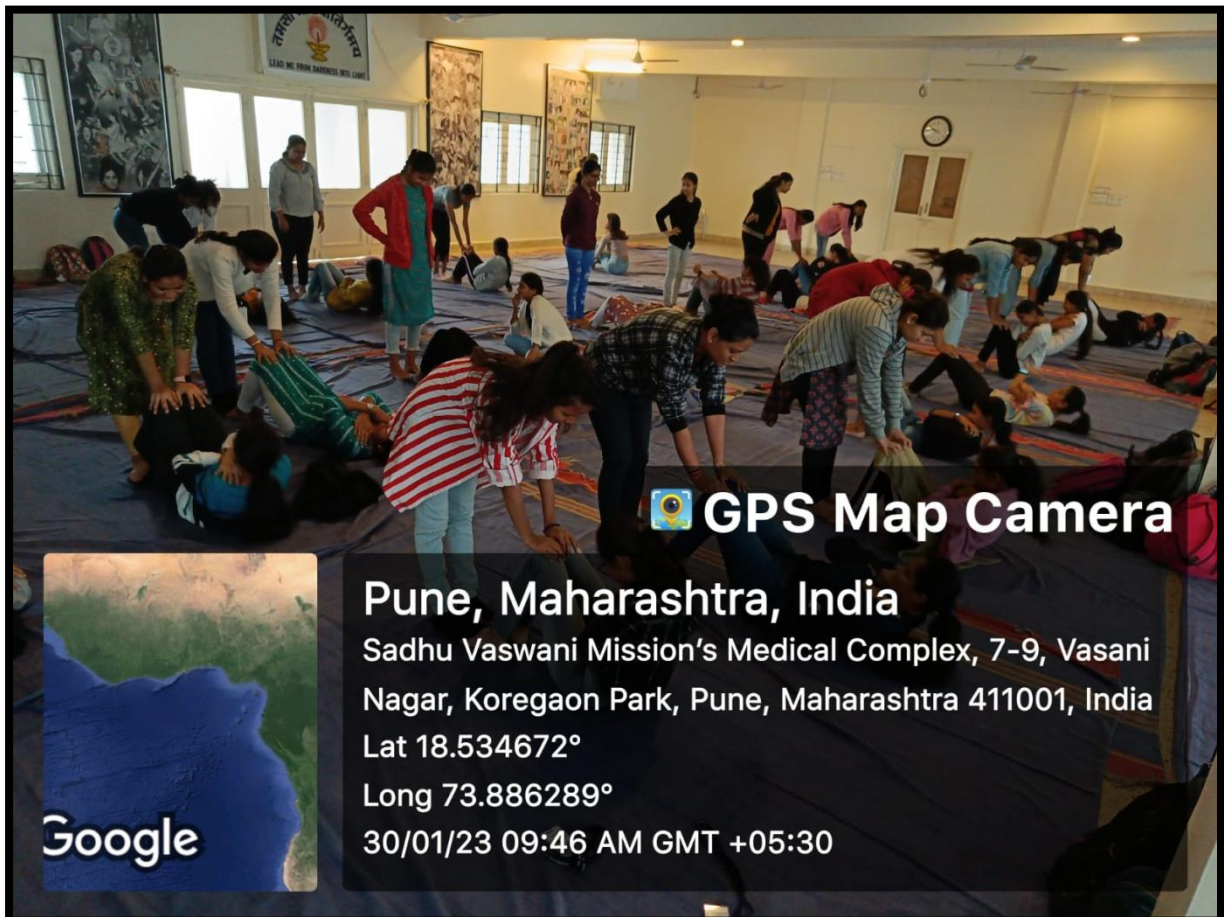 तमसो मा ज्योतिर्गमय
LEAD ME FROM DARKNESS INTO LIGHT
GPS Map Camera
Pune, Maharashtra, India
Sadhu Vaswani Mission's Medical Complex, 7-9, Vasani
Nagar, Koregaon Park, Pune, Maharashtra 411001, India
Lat 18.534672°
Long 73.886289°
30/01/23 09:46 AM GMT +05:30
Google